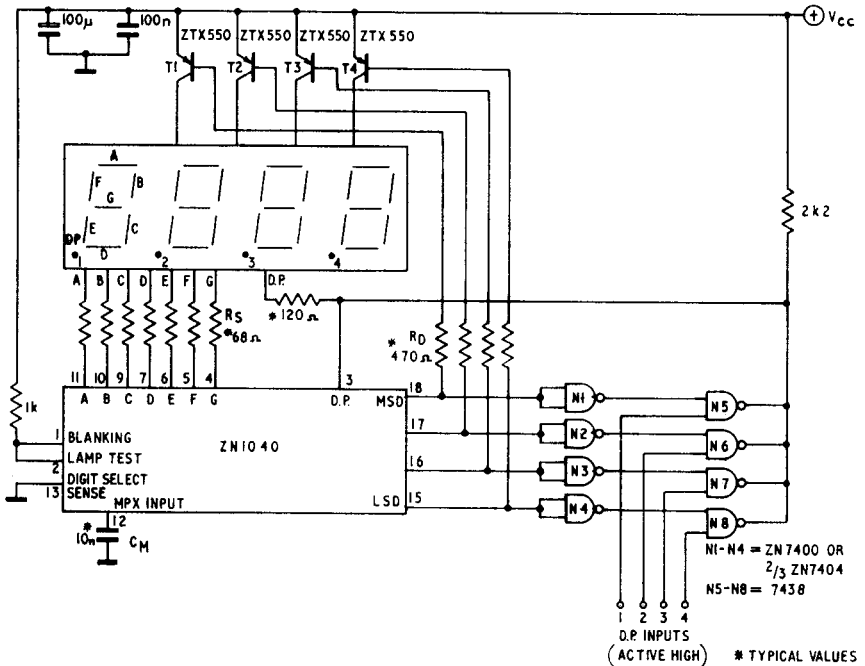 100μ
100n
ZTX550 ZTX550 ZTX550 ZTX550
Vcc
T1 T2 T3 T4
A
F B
G
E C
DP D
*1 *2 *3 *4
A B C D E F G D.P.
2k2
RS
*68Ω
*120Ω
* RD
470Ω
1k
11 10 9 7 6 5 4 3
A B C D E F G D.P. MSD 18
1 BLANKING
2 LAMP TEST
13 DIGIT SELECT
SENSE
ZN1040
17
16
LSD 15
MPX INPUT
12
*
10n CM
N1 N5
N2 N6
N3 N7
N4 N8
N1-N4 = ZN7400 OR
2/3 ZN7404
N5-N8 = 7438
1 2 3 4
D.P. INPUTS
(ACTIVE HIGH)
* TYPICAL VALUES